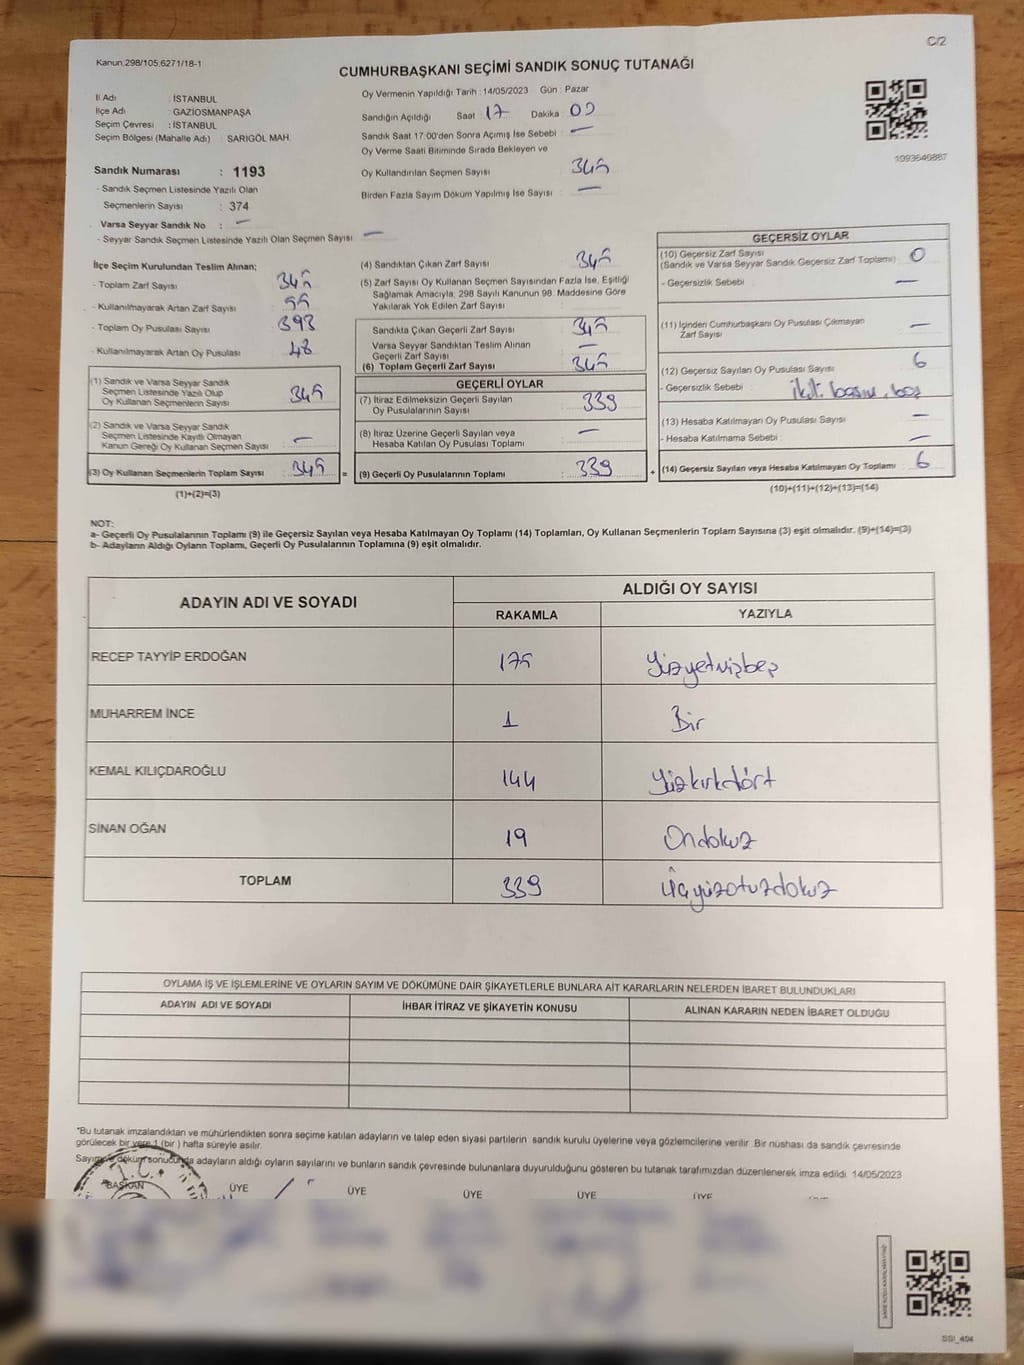 C/2
Kanun,298/105,6271/18-1
CUMHURBAŞKANI SEÇİMİ SANDIK SONUÇ TUTANAĞI
İl Adı : İSTANBUL
İlçe Adı : GAZİOSMANPAŞA
Seçim Çevresi : İSTANBUL
Seçim Bölgesi (Mahalle Adı) : SARIGÖL MAH.
Oy Vermenin Yapıldığı Tarih : 14/05/2023 Gün : Pazar
Sandığın Açıldığı Saat : 17 Dakika : 00
Sandık Saat 17:00'den Sonra Açılmış İse Sebebi : –
Oy Verme Saati Bitiminde Sırada Bekleyen ve
Oy Kullandırılan Seçmen Sayısı : 345
Birden Fazla Sayım Döküm Yapılmış İse Sayısı : –
1093646887
Sandık Numarası : 1193
- Sandık Seçmen Listesinde Yazılı Olan
Seçmenlerin Sayısı : 374
Varsa Seyyar Sandık No : –
- Seyyar Sandık Seçmen Listesinde Yazılı Olan Seçmen Sayısı –
İlçe Seçim Kurulundan Teslim Alınan;
- Toplam Zarf Sayısı : 345
- Kullanılmayarak Artan Zarf Sayısı :
- Toplam Oy Pusulası Sayısı : 393
- Kullanılmayarak Artan Oy Pusulası : 48
(1) Sandık ve Varsa Seyyar Sandık
Seçmen Listesinde Yazılı Olup
Oy Kullanan Seçmenlerin Sayısı : 345
(2) Sandık ve Varsa Seyyar Sandık
Seçmen Listesinde Kayıtlı Olmayan
Kanun Gereği Oy Kullanan Seçmen Sayısı : –
(3) Oy Kullanan Seçmenlerin Toplam Sayısı : 345 =
(1)+(2)=(3)
(4) Sandıktan Çıkan Zarf Sayısı : 345
(5) Zarf Sayısı Oy Kullanan Seçmen Sayısından Fazla İse, Eşitliği
Sağlamak Amacıyla, 298 Sayılı Kanunun 98. Maddesine Göre
Yakılarak Yok Edilen Zarf Sayısı :
Sandıkta Çıkan Geçerli Zarf Sayısı : 345
Varsa Seyyar Sandıktan Teslim Alınan
Geçerli Zarf Sayısı : –
(6) Toplam Geçerli Zarf Sayısı : 345
GEÇERLİ OYLAR
(7) İtiraz Edilmeksizin Geçerli Sayılan
Oy Pusulalarının Sayısı : 339
(8) İtiraz Üzerine Geçerli Sayılan veya
Hesaba Katılan Oy Pusulası Toplamı : –
(9) Geçerli Oy Pusulalarının Toplamı : 339 +
GEÇERSİZ OYLAR
(10) Geçersiz Zarf Sayısı
(Sandık ve Varsa Seyyar Sandık Geçersiz Zarf Toplamı) : 0
- Geçersizlik Sebebi : –
(11) İçinden Cumhurbaşkanı Oy Pusulası Çıkmayan
Zarf Sayısı : –
(12) Geçersiz Sayılan Oy Pusulası Sayısı : 6
- Geçersizlik Sebebi :
(13) Hesaba Katılmayan Oy Pusulası Sayısı : –
- Hesaba Katılmama Sebebi : –
(14) Geçersiz Sayılan veya Hesaba Katılmayan Oy Toplamı : 6
(10)+(11)+(12)+(13)=(14)
NOT:
a- Geçerli Oy Pusulalarının Toplamı (9) ile Geçersiz Sayılan veya Hesaba Katılmayan Oy Toplamı (14) Toplamları, Oy Kullanan Seçmenlerin Toplam Sayısına (3) eşit olmalıdır. (9)+(14)=(3)
b- Adayların Aldığı Oyların Toplamı, Geçerli Oy Pusulalarının Toplamına (9) eşit olmalıdır.
ADAYIN ADI VE SOYADI ALDIĞI OY SAYISI
RAKAMLA YAZIYLA
RECEP TAYYİP ERDOĞAN 175 Yüzyetmişbeş
MUHARREM İNCE 1 Bir
KEMAL KILIÇDAROĞLU 144 Yüzkırkdört
SİNAN OĞAN 19 Ondokuz
TOPLAM 339 Üçyüzotuzdokuz
OYLAMA İŞ VE İŞLEMLERİNE VE OYLARIN SAYIM VE DÖKÜMÜNE DAİR ŞİKAYETLERLE BUNLARA AİT KARARLARIN NELERDEN İBARET BULUNDUKLARI
ADAYIN ADI VE SOYADI İHBAR İTİRAZ VE ŞİKAYETİN KONUSU ALINAN KARARIN NEDEN İBARET OLDUĞU
*Bu tutanak imzalandıktan ve mühürlendikten sonra seçime katılan adayların ve talep eden siyasi partilerin sandık kurulu üyelerine veya gözlemcilerine verilir. Bir nüshası da sandık çevresinde
görülecek bir yere 1 (bir ) hafta süreyle asılır.
Sayım ve döküm sonucunda adayların aldığı oyların sayılarını ve bunların sandık çevresinde bulunanlara duyurulduğunu gösteren bu tutanak tarafımızdan düzenlenerek imza edildi. 14/05/2023
T.C.
BAŞKAN ÜYE ÜYE ÜYE ÜYE ÜYE